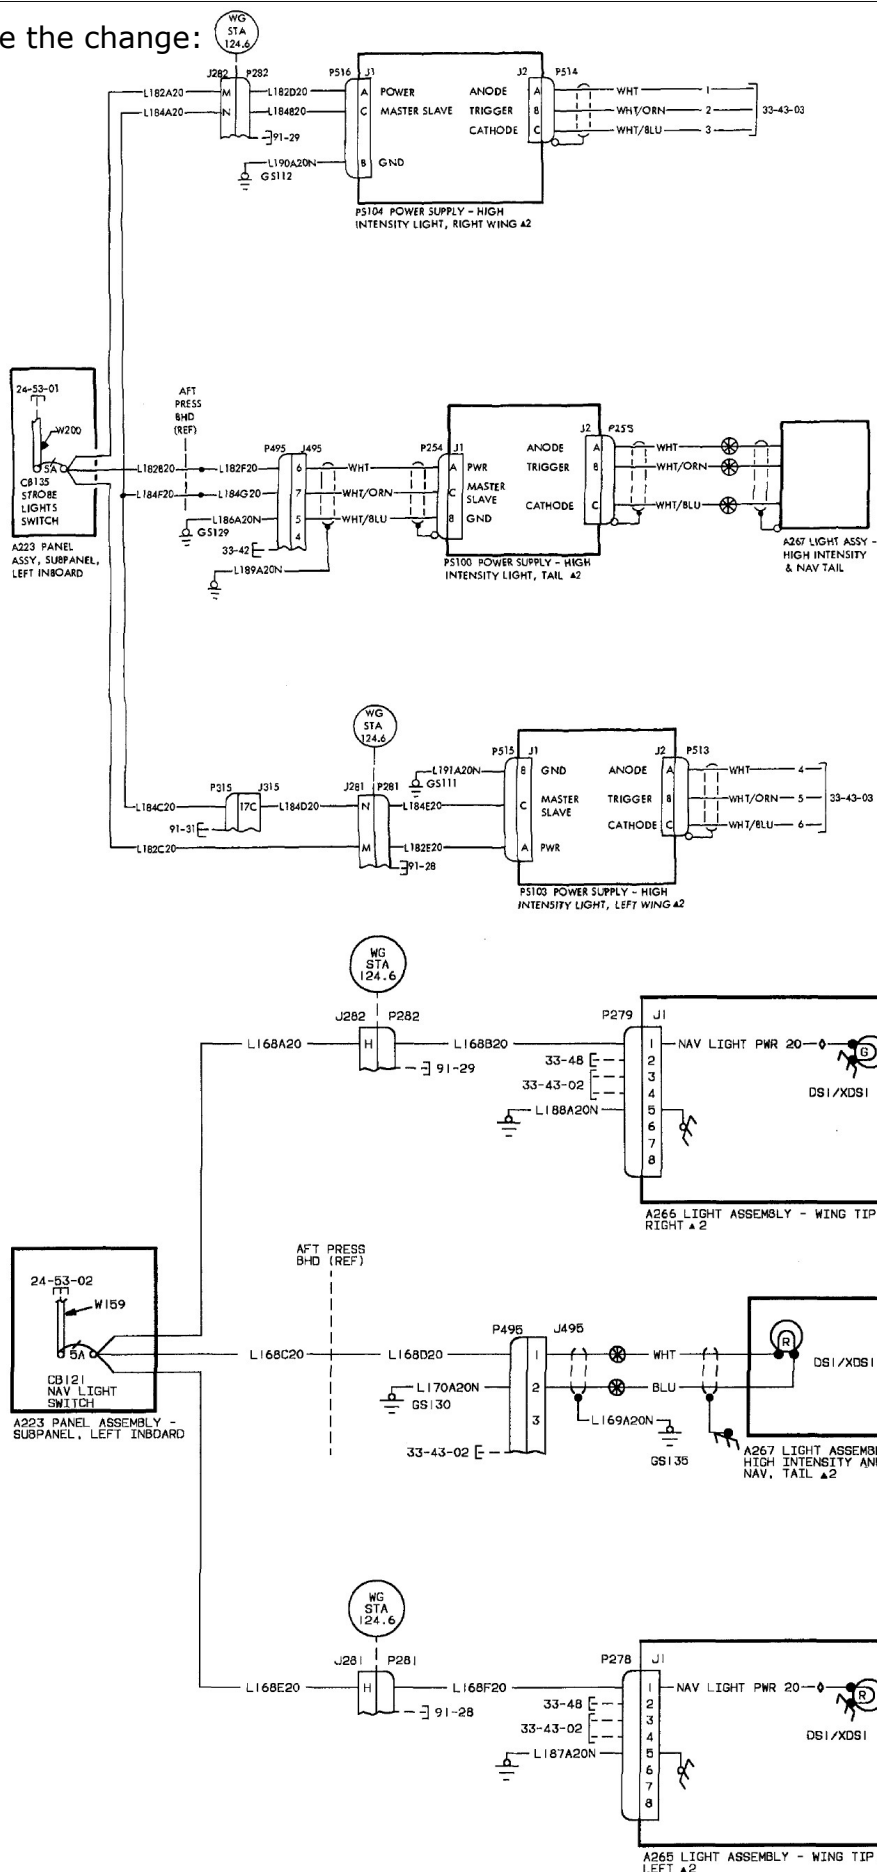 e the change:
WG
STA
124.6
J282 P282
P516 J1
J2 P514
L182A20 M L182D20 A POWER ANODE A WHT 1
L184A20 N L184B20 C MASTER SLAVE TRIGGER B WHT/ORN 2 33-43-03
CATHODE C WHT/BLU 3
91-29
L190A20N B GND
GS112
PS104 POWER SUPPLY - HIGH
INTENSITY LIGHT, RIGHT WING ▲2
24-53-01
W200
5A
CB135
STROBE
LIGHTS
SWITCH
A223 PANEL
ASSY, SUBPANEL,
LEFT INBOARD
AFT
PRESS
BHD
(REF)
P495 J495
P254 J1
J2 P255
L182B20 L182F20 6 WHT A PWR
L184F20 L184G20 7 WHT/ORN C MASTER
SLAVE
L186A20N 5 WHT/BLU B GND
GS129
4
33-42
L189A20N
ANODE A WHT
TRIGGER B WHT/ORN
CATHODE C WHT/BLU
PS100 POWER SUPPLY - HIGH
INTENSITY LIGHT, TAIL ▲2
A267 LIGHT ASSY -
HIGH INTENSITY
& NAV TAIL
WG
STA
124.6
P515 J1
J2 P513
L191A20N B GND ANODE A WHT 4
GS111
P315 J315
J281 P281
L184C20 17C L184D20 N L184E20 C MASTER
SLAVE
TRIGGER B WHT/ORN 5 33-43-03
91-31
CATHODE C WHT/BLU 6
L182C20 M L182E20 A PWR
91-28
PS103 POWER SUPPLY - HIGH
INTENSITY LIGHT, LEFT WING ▲2
WG
STA
124.6
J282 P282
P279 J1
L168A20 H L168B20 1 NAV LIGHT PWR 20 G
91-29
33-48 2
3
33-43-02
4
DS1/XDS1
L188A20N 5
6
7
8
A266 LIGHT ASSEMBLY - WING TIP
RIGHT ▲2
24-53-02
W159
5A
CB121
NAV LIGHT
SWITCH
A223 PANEL ASSEMBLY -
SUBPANEL, LEFT INBOARD
AFT PRESS
BHD (REF)
P495 J495
L168C20 L168D20 1 WHT R
DS1/XDS1
L170A20N 2 BLU
GS130
3
L169A20N
GS135
33-43-02
A267 LIGHT ASSEMB
HIGH INTENSITY AN
NAV, TAIL ▲2
WG
STA
124.6
J281 P281
P278 J1
L168E20 H L168F20 1 NAV LIGHT PWR 20 R
91-28
33-48 2
3
33-43-02
4
DS1/XDS1
L187A20N 5
6
7
8
A265 LIGHT ASSEMBLY - WING TIP
LEFT ▲2